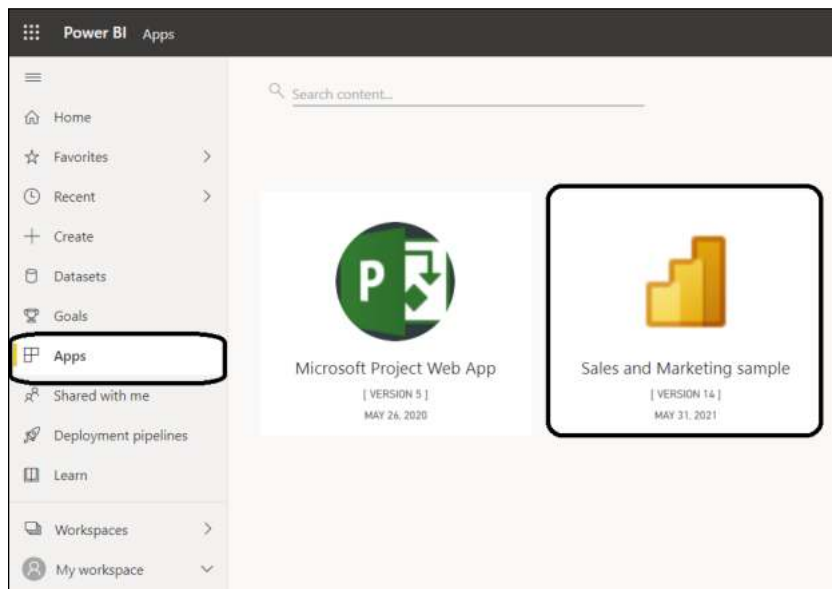 Power BI Apps
Search content...
Home
Favorites
Recent
Create
Datasets
Goals
Apps
Shared with me
Deployment pipelines
Learn
Workspaces
My workspace
P
Microsoft Project Web App
[ VERSION 5 ]
MAY 26, 2020
Sales and Marketing sample
[ VERSION 14 ]
MAY 31, 2021